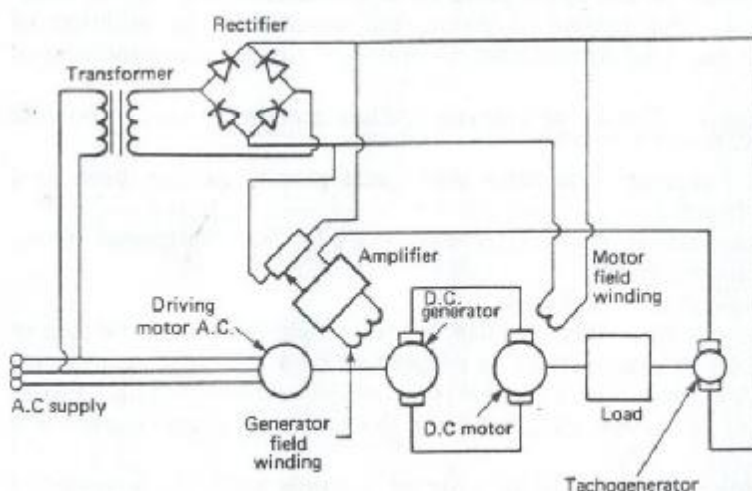 Rectifier
Transformer
Amplifier
Motor
field
winding
Driving
motor A.C.
D.C.
generator
A.C supply
Generator
field
winding
D.C motor
Load
Tachogenerator